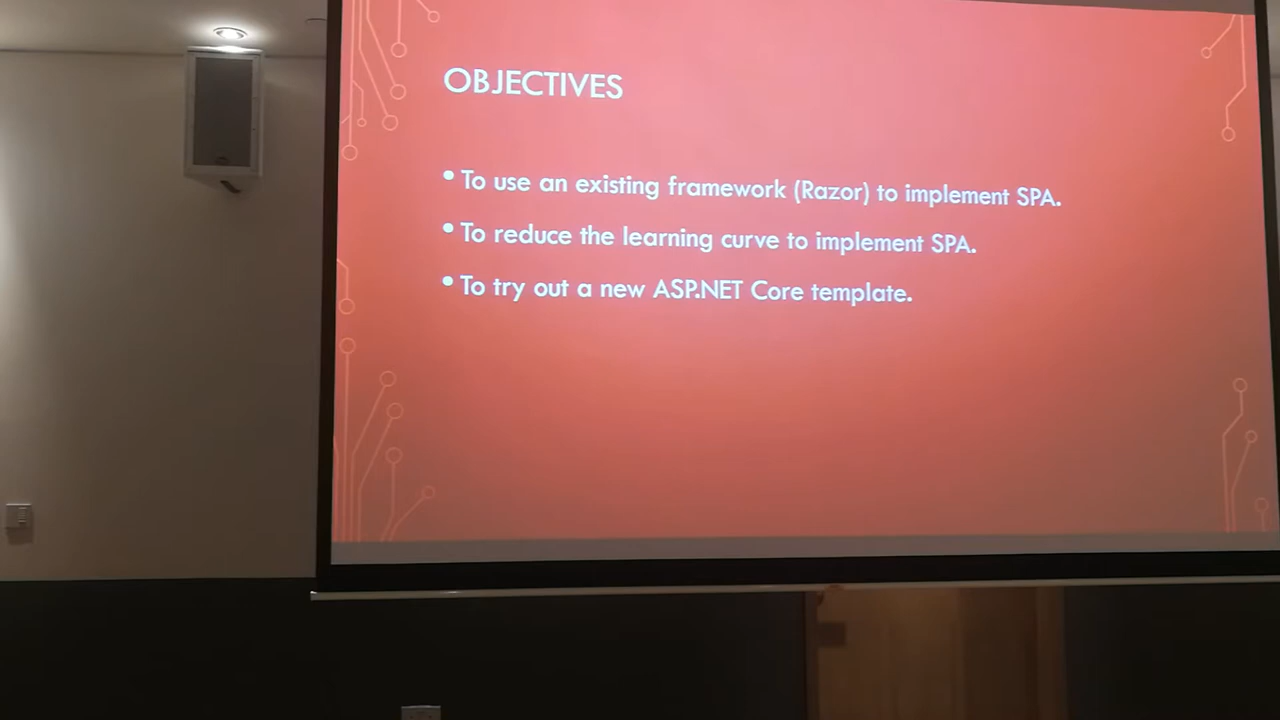 OBJECTIVES
• To use an existing framework (Razor) to implement SPA.
• To reduce the learning curve to implement SPA.
• To try out a new ASP.NET Core template.